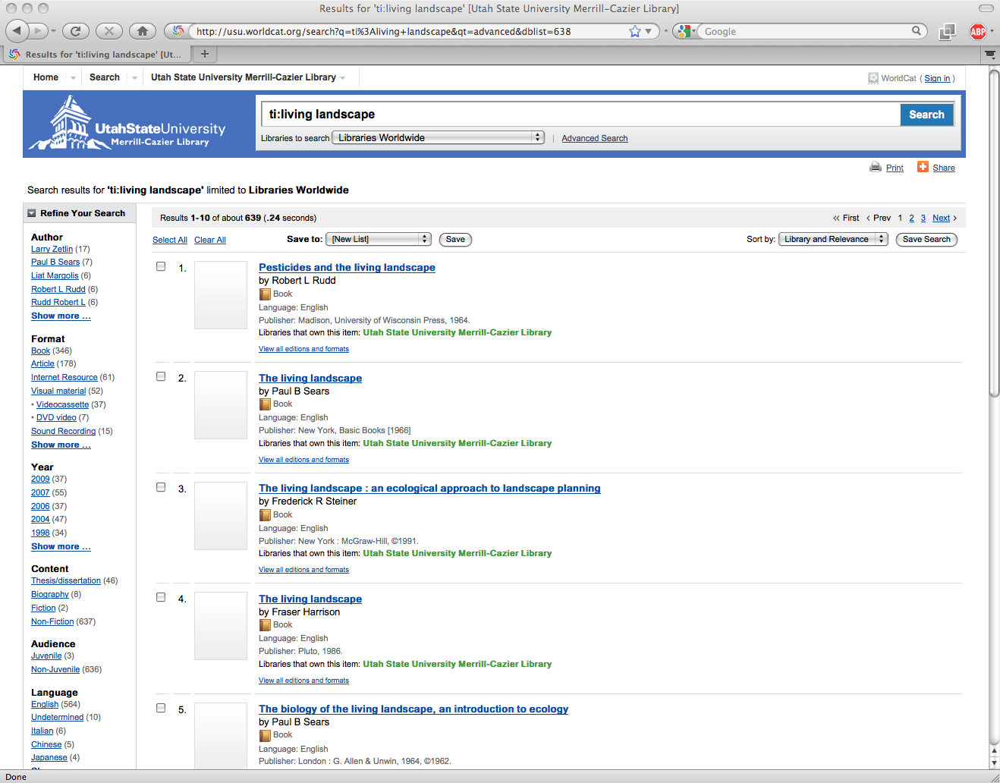 Results for 'ti:living landscape' [Utah State University Merrill-Cazier Library]
http://usu.worldcat.org/search?q=ti%3Aliving+landscape&qt=advanced&dblist=638
Google
ABP
Results for 'ti:living landscape' [Ut...
Home Search Utah State University Merrill-Cazier Library
WorldCat ( Sign in )
UtahStateUniversity
Merrill-Cazier Library
ti:living landscape
Search
Libraries to search Libraries Worldwide | Advanced Search
Print Share
Search results for 'ti:living landscape' limited to Libraries Worldwide
Refine Your Search
Author
Larry Zetlin (17)
Paul B Sears (7)
Liat Margolis (6)
Robert L Rudd (6)
Rudd Robert L (6)
Show more ...
Format
Book (346)
Article (178)
Internet Resource (61)
Visual material (52)
• Videocassette (37)
• DVD video (7)
Sound Recording (15)
Show more ...
Year
2009 (37)
2007 (55)
2006 (37)
2004 (47)
1998 (34)
Show more ...
Content
Thesis/dissertation (46)
Biography (8)
Fiction (2)
Non-Fiction (637)
Audience
Juvenile (3)
Non-Juvenile (636)
Language
English (564)
Undetermined (10)
Italian (6)
Chinese (5)
Japanese (4)
Results 1-10 of about 639 (.24 seconds)
« First ‹ Prev 1 2 3 Next ›
Select All Clear All
Save to: [New List] Save
Sort by: Library and Relevance Save Search
1.
Pesticides and the living landscape
by Robert L Rudd
Book
Language: English
Publisher: Madison, University of Wisconsin Press, 1964.
Libraries that own this item: Utah State University Merrill-Cazier Library
View all editions and formats
2.
The living landscape
by Paul B Sears
Book
Language: English
Publisher: New York, Basic Books [1966]
Libraries that own this item: Utah State University Merrill-Cazier Library
View all editions and formats
3.
The living landscape : an ecological approach to landscape planning
by Frederick R Steiner
Book
Language: English
Publisher: New York : McGraw-Hill, ©1991.
Libraries that own this item: Utah State University Merrill-Cazier Library
View all editions and formats
4.
The living landscape
by Fraser Harrison
Book
Language: English
Publisher: Pluto, 1986.
Libraries that own this item: Utah State University Merrill-Cazier Library
View all editions and formats
5.
The biology of the living landscape, an introduction to ecology
by Paul B Sears
Book
Language: English
Publisher: London : G. Allen & Unwin, 1964, ©1962.
Done